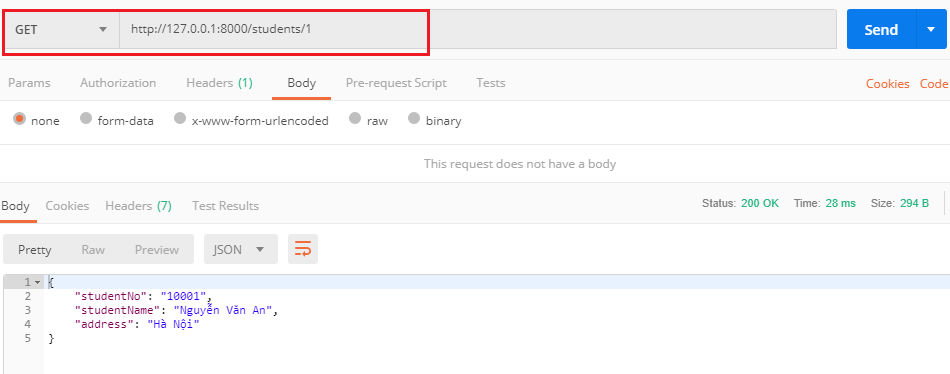 GET http://127.0.0.1:8000/students/1 Send
Params Authorization Headers (1) Body Pre-request Script Tests Cookies Code
none form-data x-www-form-urlencoded raw binary
This request does not have a body
Body Cookies Headers (7) Test Results Status: 200 OK Time: 28 ms Size: 294 B
Pretty Raw Preview JSON
1 {
2 "studentNo": "10001",
3 "studentName": "Nguyễn Văn An",
4 "address": "Hà Nội"
5 }